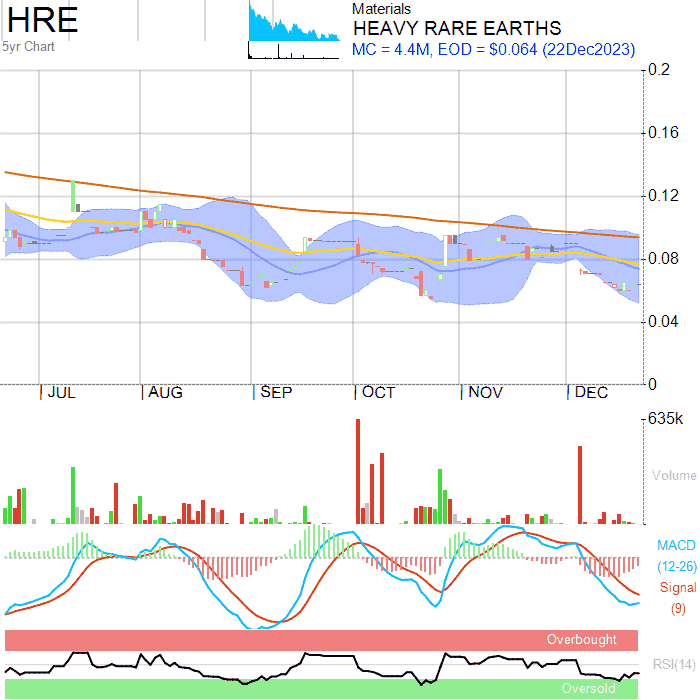 HRE
5yr Chart
Materials
HEAVY RARE EARTHS
MC = 4.4M, EOD = $0.064 (22Dec2023)
0.2
0.16
0.12
0.08
0.04
0
JUL AUG SEP OCT NOV DEC
635k
Volume
MACD
(12-26)
Signal
(9)
Overbought
RSI(14)
Oversold